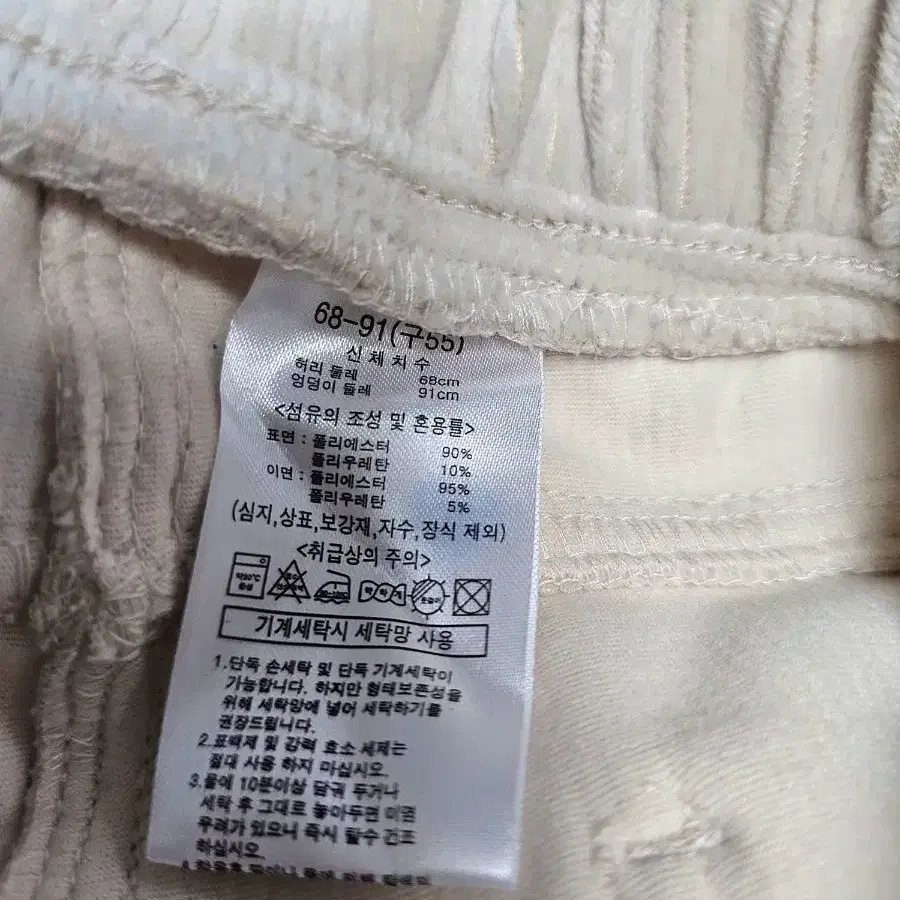 68-91(구55)
신체치수
허리 둘레 68cm
엉덩이 둘레 91cm
<섬유의 조성 및 혼용률>
표면 : 폴리에스터 90%
폴리우레탄 10%
이면 : 폴리에스터 95%
폴리우레탄 5%
(심지,상표,보강재,자수,장식 제외)
<취급상의 주의>
약30℃
기계세탁시 세탁망 사용
1.단독 손세탁 및 단독 기계세탁이
가능합니다. 하지만 형태보존성을
위해 세탁망에 넣어 세탁하기를
권장드립니다.
2.표백제 및 강력 효소 세제는
절대 사용 하지 마십시오.
3.물에 10분이상 담궈 두거나
세탁 후 그대로 놓아두면 이염
우려가 있으니 즉시 탈수 건조
하십시오.